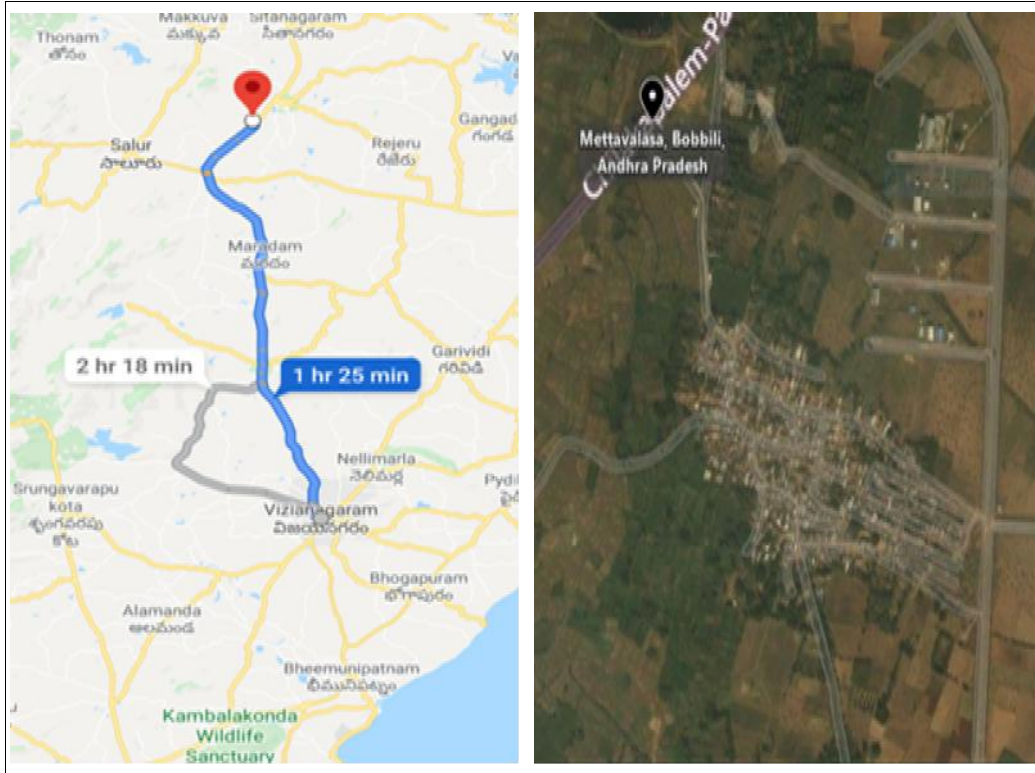 Makkuva
మక్కువ
Sitanagaram
సీతానగరం
Thonam
తోనం
Va
Salur
సాలూరు
Rejeru
రేజేరు
Gangada
గంగడ
Maradam
మరదం
2 hr 18 min
1 hr 25 min
Garividi
గరివిడి
Nellimarla
నెలిమర్ల
Srungavarapu
kota
శృంగవరపు
కోట
Vizianagaram
విజయనగరం
Bhogapuram
భోగాపురం
Alamanda
అలమండ
Bheemunipatnam
భీమునిపట్నం
Kambalakonda
Wildlife
Sanctuary
Mettavalasa, Bobbili,
Andhra Pradesh